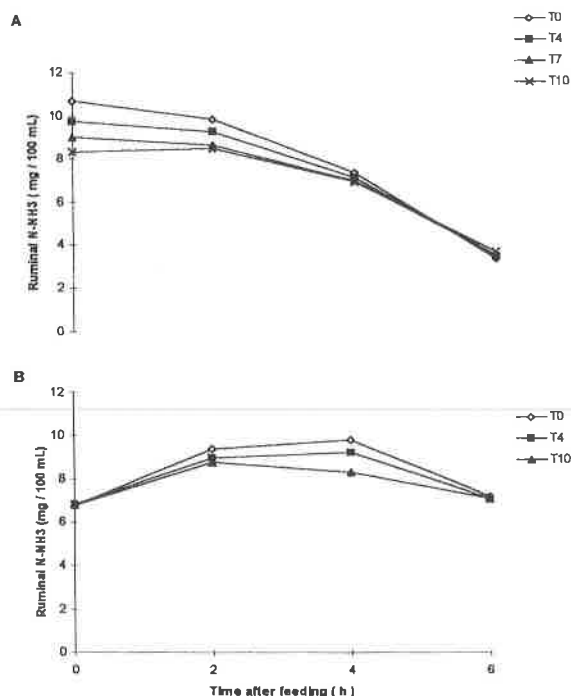 A
T0
T4
T7
T10
Ruminal N-NH3 ( mg / 100 mL)
12
10
8
6
4
2
0
B
T0
T4
T10
Ruminal N-NH3 (mg / 100 mL)
12
10
8
6
4
2
0
0
2
4
6
Time after feeding ( h )